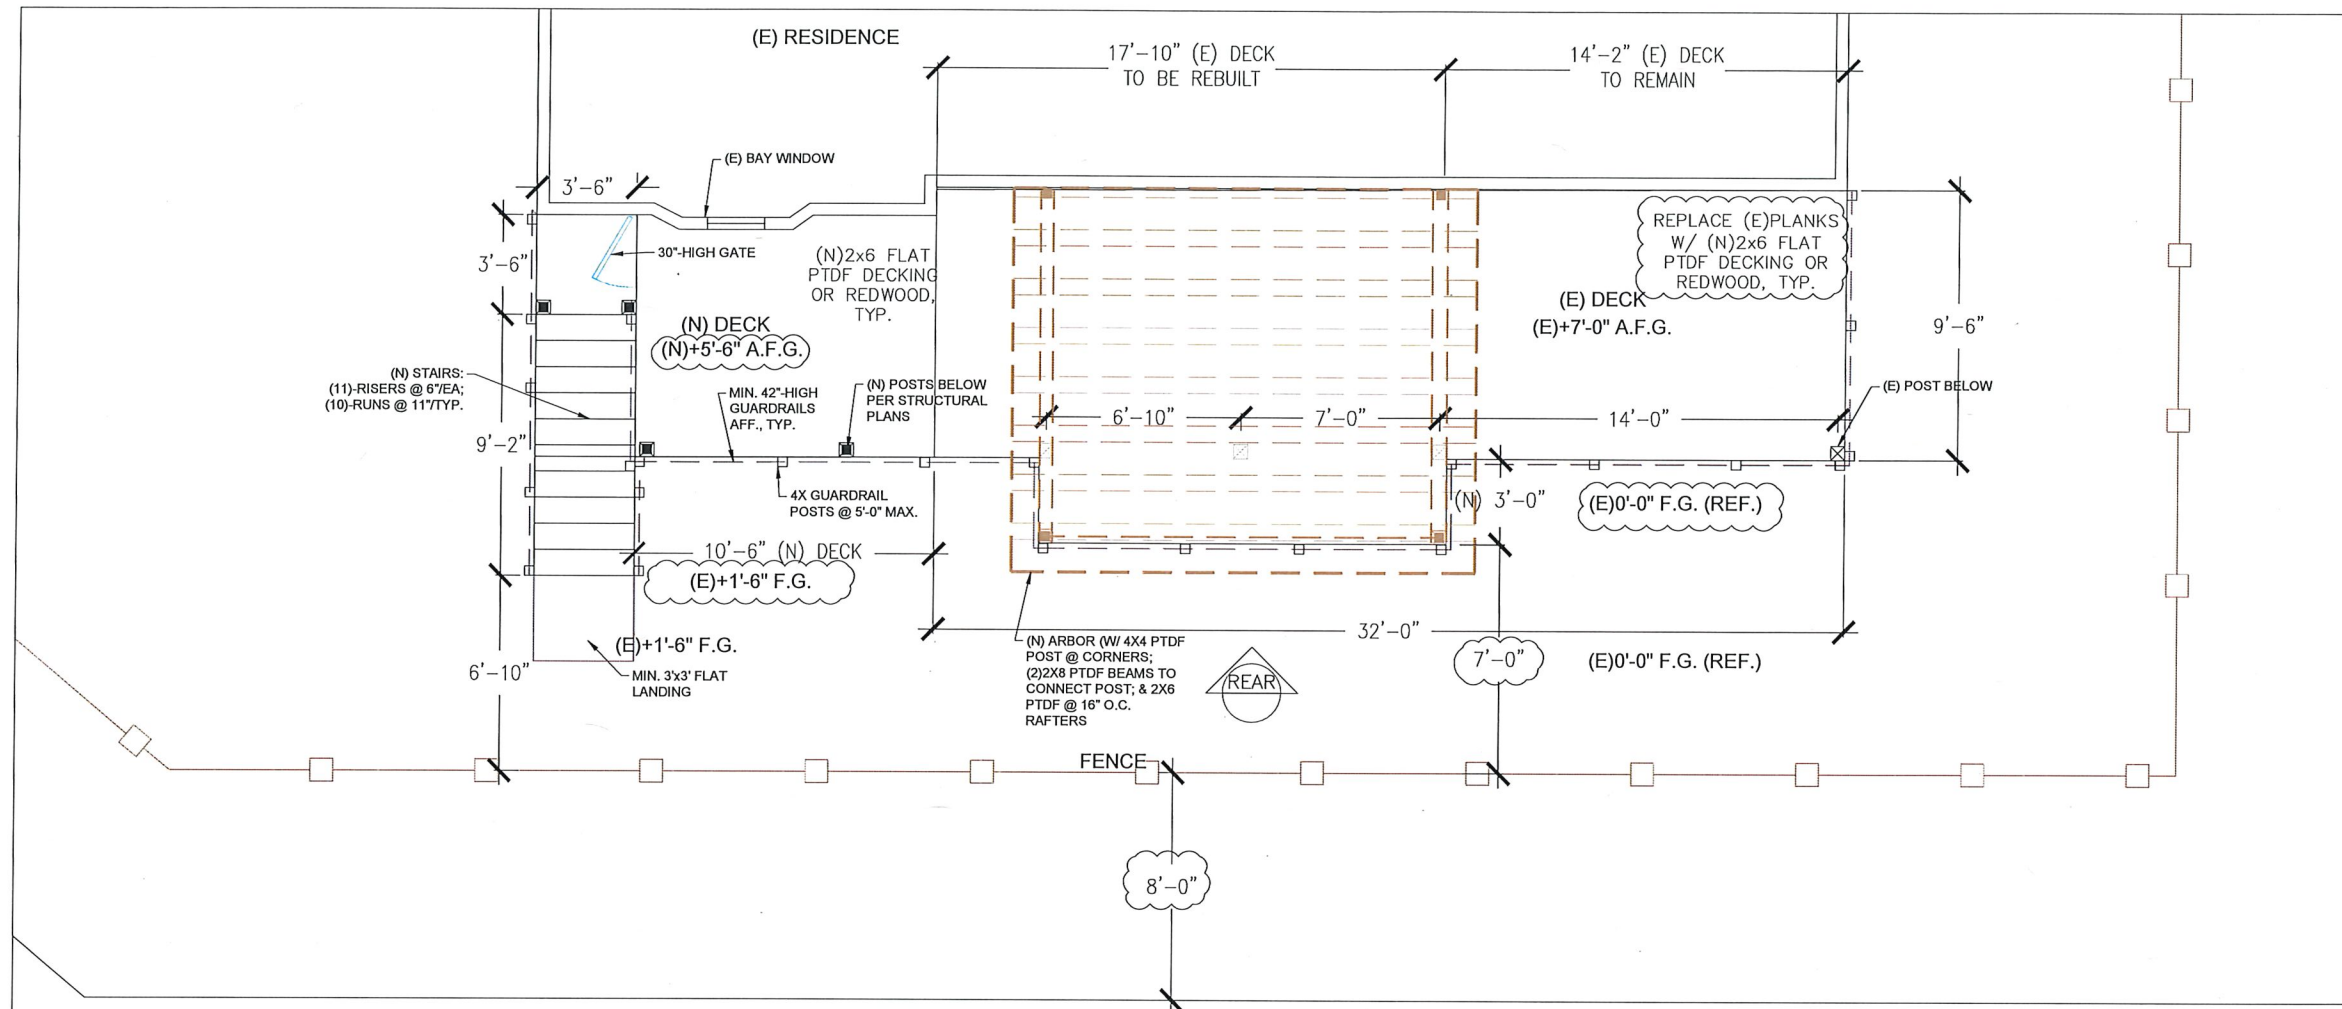 (E) RESIDENCE
17'-10" (E) DECK
TO BE REBUILT
14'-2" (E) DECK
TO REMAIN
(E) BAY WINDOW
3'-6"
3'-6"
30"-HIGH GATE
(N)2x6 FLAT
PTDF DECKING
OR REDWOOD,
TYP.
REPLACE (E)PLANKS
W/ (N)2x6 FLAT
PTDF DECKING OR
REDWOOD, TYP.
(E) DECK
(E)+7'-0" A.F.G.
9'-6"
(N) DECK
(N)+5'-6" A.F.G.
(N) STAIRS:
(11)-RISERS @ 6"/EA;
(10)-RUNS @ 11"/TYP.
MIN. 42"-HIGH
GUARDRAILS
AFF., TYP.
(N) POSTS BELOW
PER STRUCTURAL
PLANS
(E) POST BELOW
6'-10"
7'-0"
14'-0"
9'-2"
4X GUARDRAIL
POSTS @ 5'-0" MAX.
(N) 3'-0"
(E)0'-0" F.G. (REF.)
10'-6" (N) DECK
(E)+1'-6" F.G.
32'-0"
(E)+1'-6" F.G.
6'-10"
MIN. 3'x3' FLAT
LANDING
(N) ARBOR (W/ 4X4 PTDF
POST @ CORNERS;
(2)2X8 PTDF BEAMS TO
CONNECT POST; & 2X6
PTDF @ 16" O.C.
RAFTERS
REAR
7'-0"
(E)0'-0" F.G. (REF.)
FENCE
8'-0"